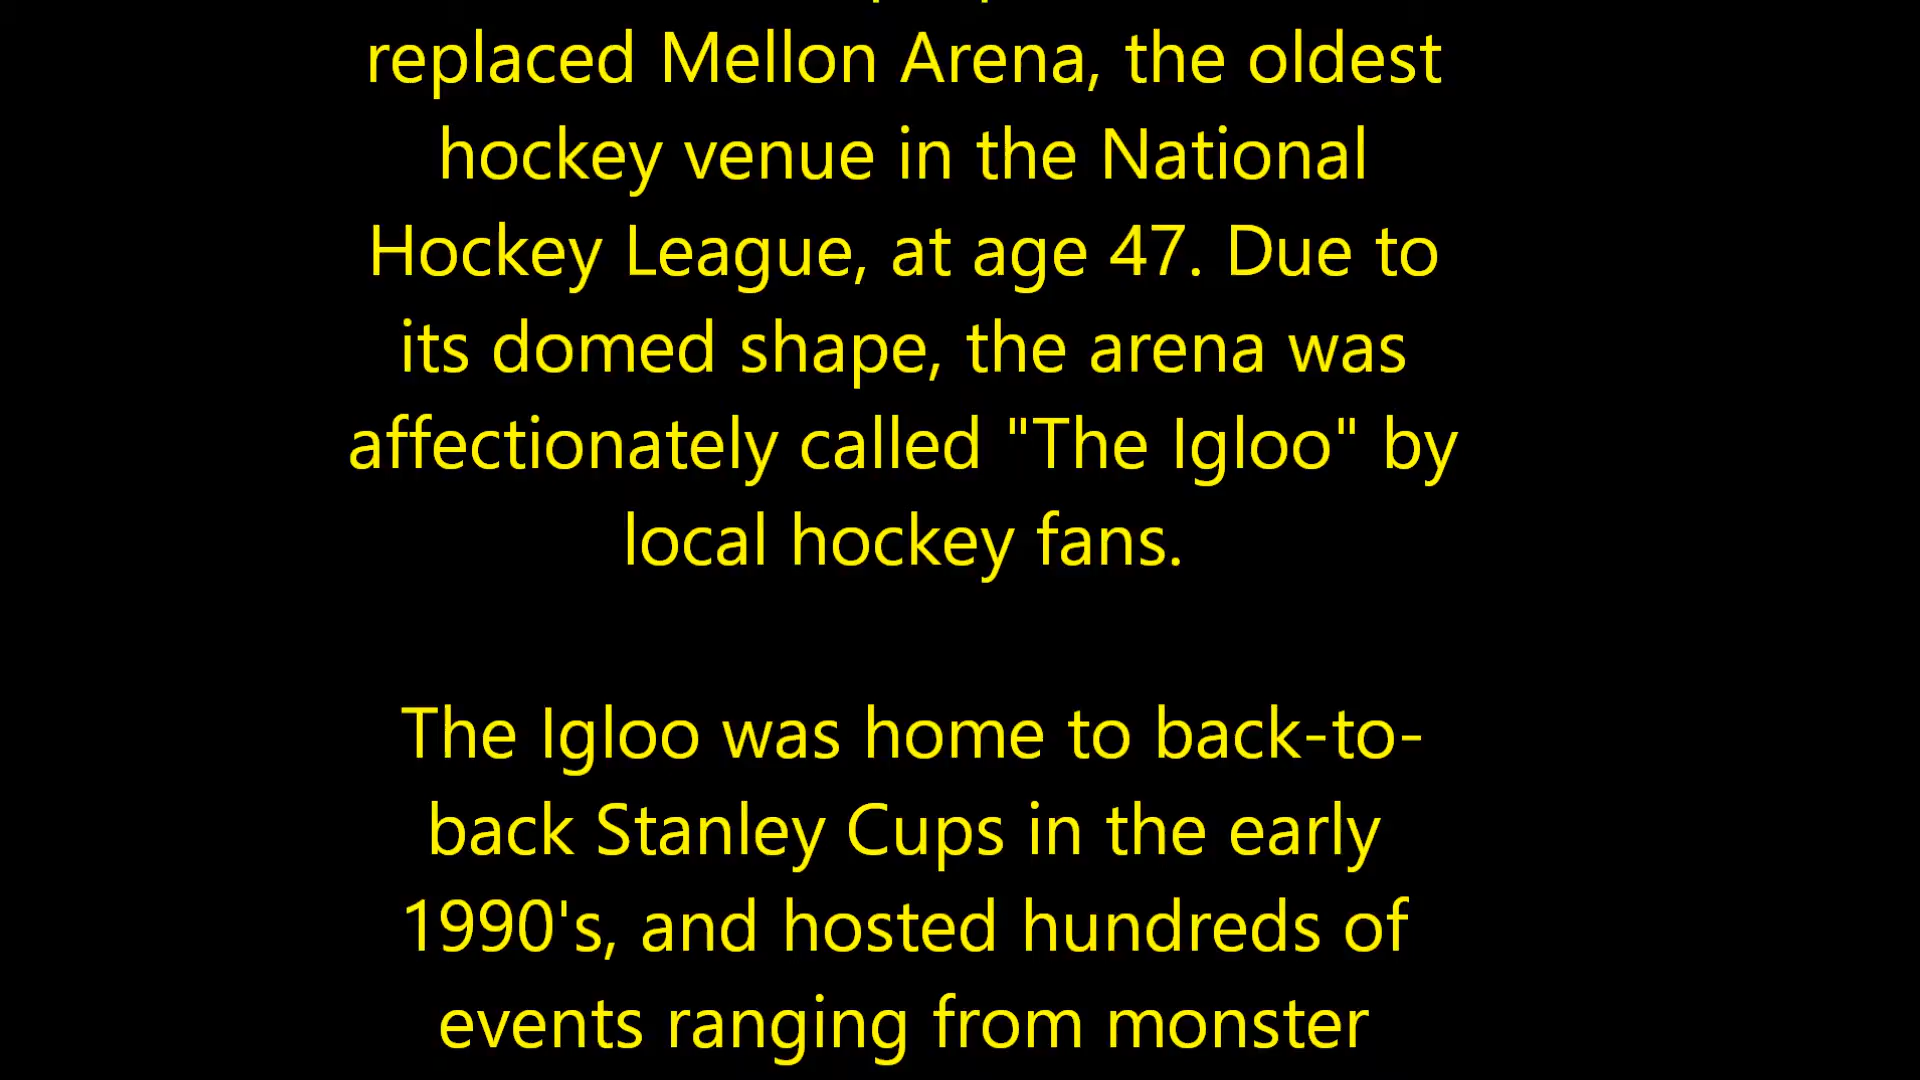 replaced Mellon Arena, the oldest
hockey venue in the National
Hockey League, at age 47. Due to
its domed shape, the arena was
affectionately called "The Igloo" by
local hockey fans.
The Igloo was home to back-to-
back Stanley Cups in the early
1990's, and hosted hundreds of
events ranging from monster